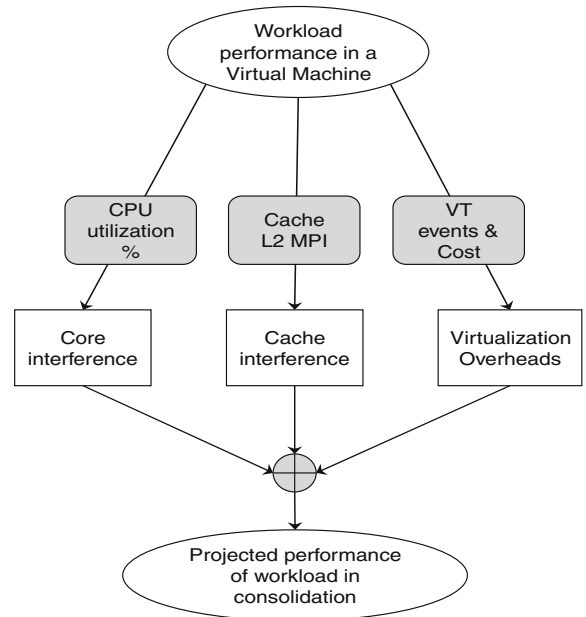 Workload
performance in a
Virtual Machine
CPU
utilization
%
Cache
L2 MPI
VT
events &
Cost
Core
interference
Cache
interference
Virtualization
Overheads
Projected performance
of workload in
consolidation